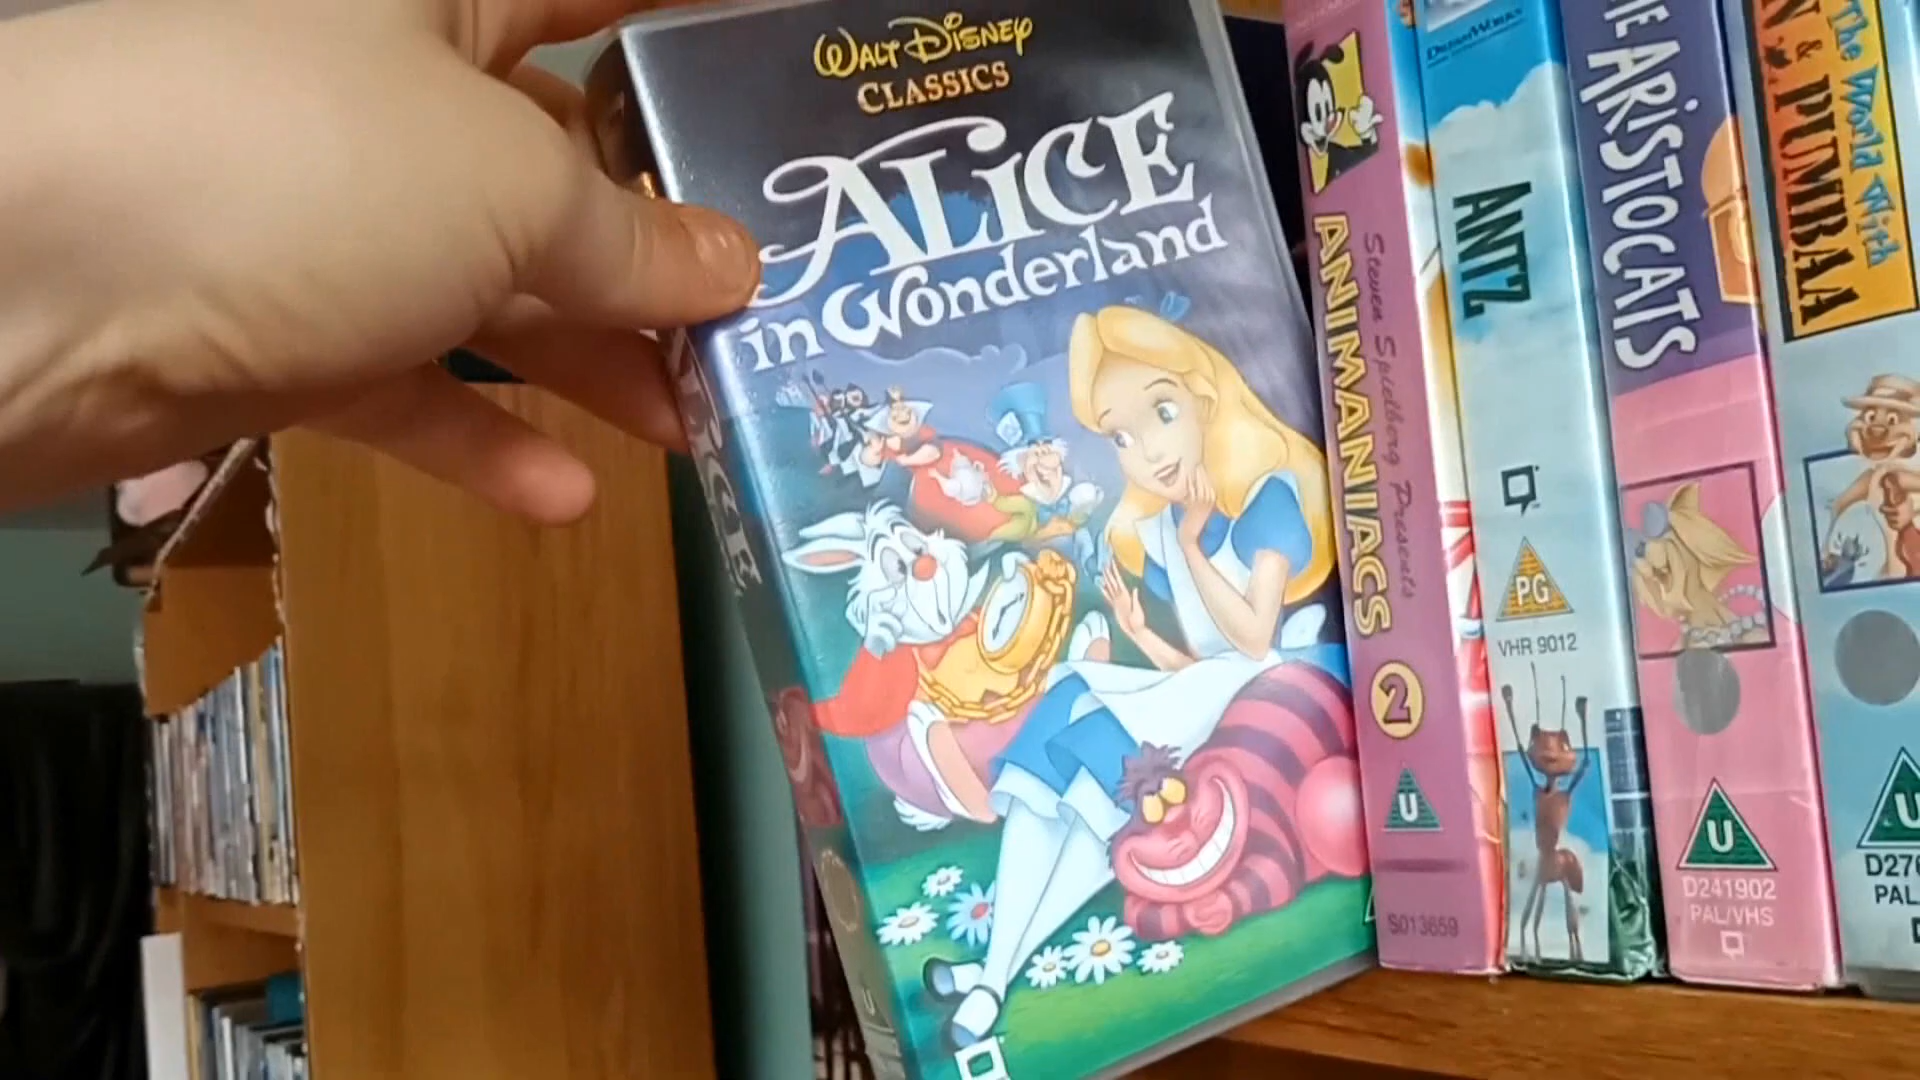 WALT DISNEY
CLASSICS
ALiCE
in Wonderland
Steven Spielberg Presents
ANIMANIACS
2
U
S013659
DREAMWORKS
ANTZ
PG
VHR 9012
ARiSTOCATS
U
D241902
PAL/VHS
The World With
& PUMBAA
U
U